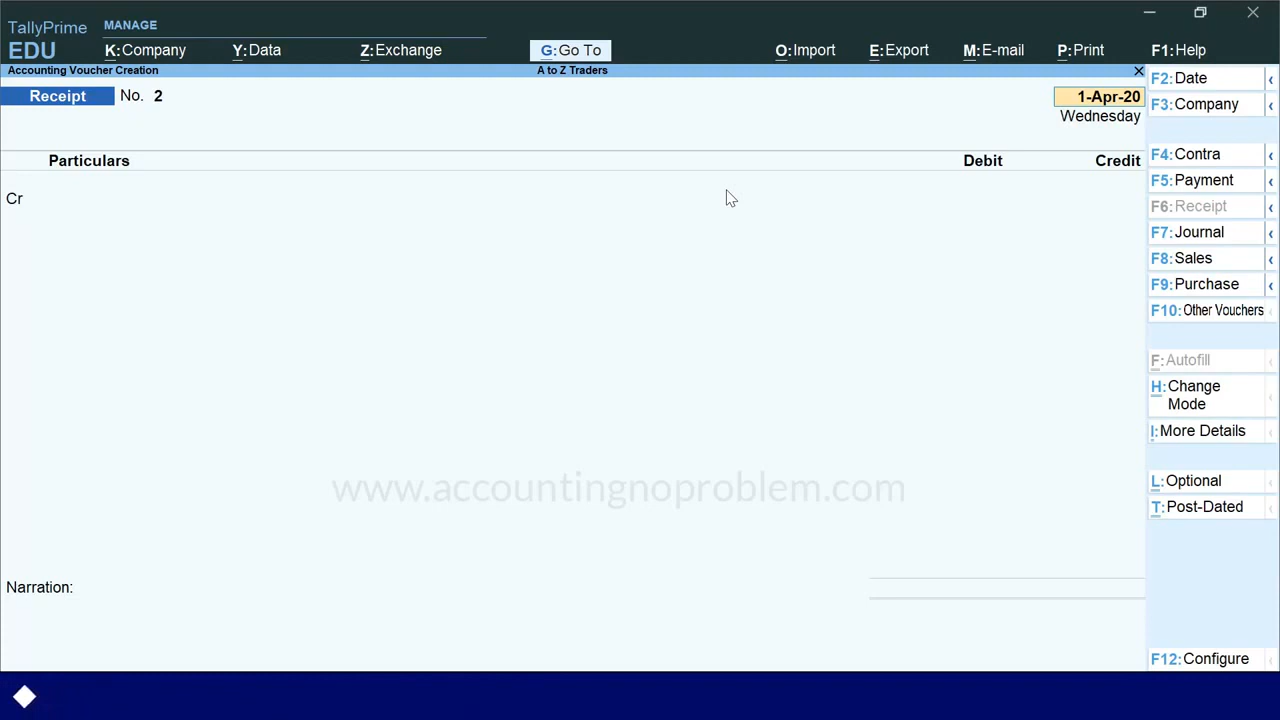 TallyPrime
MANAGE
EDU
K:Company
Y:Data
Z:Exchange
G:Go To
O:Import
E:Export
M:E-mail
P:Print
F1:Help
Accounting Voucher Creation
A to Z Traders
Receipt No. 2
1-Apr-20
Wednesday
Particulars
Debit
Credit
Cr
www.accountingnoproblem.com
Narration:
F2:Date
F3:Company
F4:Contra
F5:Payment
F6:Receipt
F7:Journal
F8:Sales
F9:Purchase
F10:Other Vouchers
F:Autofill
H:Change
Mode
I:More Details
L:Optional
T:Post-Dated
F12:Configure